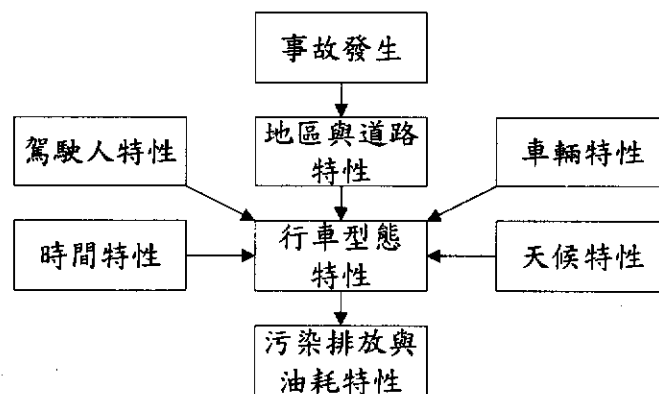 事故發生
駕駛人特性
地區與道路
特性
車輛特性
時間特性
行車型態
特性
天候特性
污染排放與
油耗特性